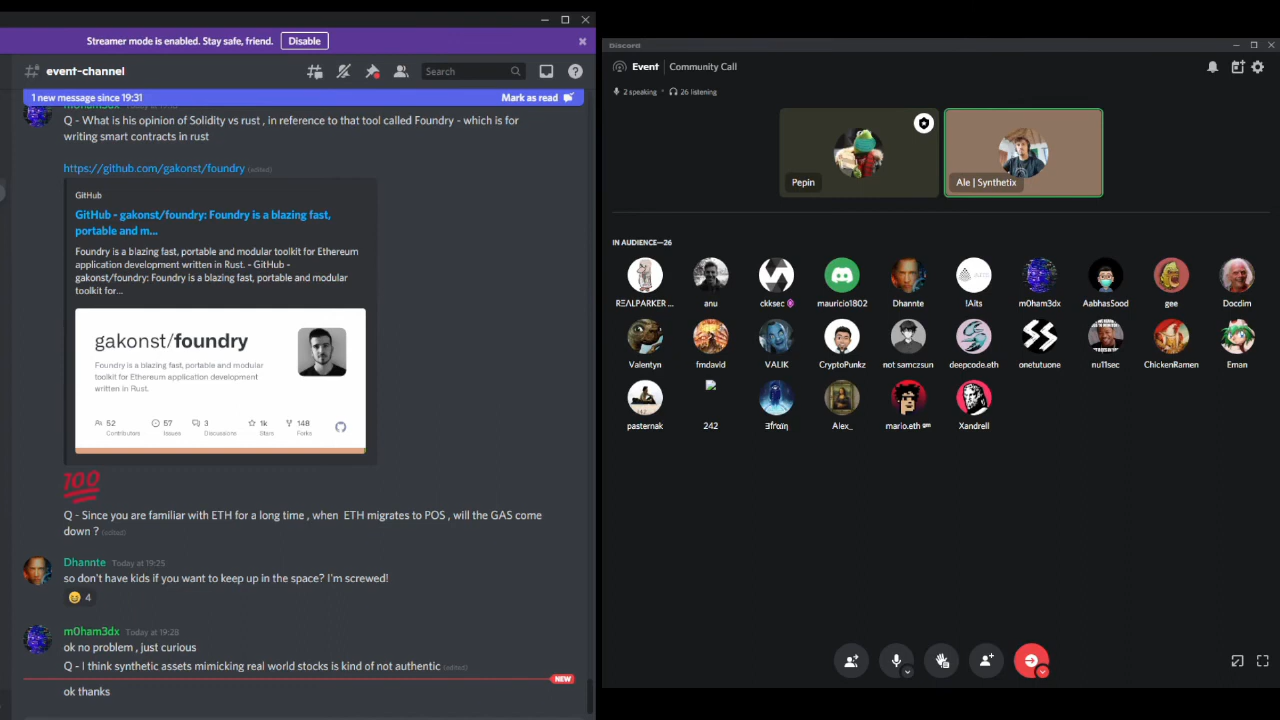 Streamer mode is enabled. Stay safe, friend.
Disable
event-channel
Search
1 new message since 19:31
Mark as read
m0ham3dx
Q - What is his opinion of Solidity vs rust , in reference to that tool called Foundry - which is for
writing smart contracts in rust
https://github.com/gakonst/foundry (edited)
GitHub
GitHub - gakonst/foundry: Foundry is a blazing fast,
portable and m...
Foundry is a blazing fast, portable and modular toolkit for Ethereum
application development written in Rust. - GitHub -
gakonst/foundry: Foundry is a blazing fast, portable and modular
toolkit for...
gakonst/foundry
Foundry is a blazing fast, portable and modular
toolkit for Ethereum application development
written in Rust.
52 57 3 1k 148
Contributors Issues Discussions Stars Forks
100
Q - Since you are familiar with ETH for a long time , when ETH migrates to POS , will the GAS come
down ? (edited)
Dhannte Today at 19:25
so don't have kids if you want to keep up in the space? I'm screwed!
4
m0ham3dx Today at 19:28
ok no problem , just curious
Q - I think synthetic assets mimicking real world stocks is kind of not authentic (edited)
NEW
ok thanks
Discord
Event Community Call
2 speaking • 26 listening
Pepin
Ale | Synthetix
IN AUDIENCE—26
RΞALPARKER ... anu ckksec mauricio1802 Dhannte !Aits m0ham3dx AabhasSood gee Docdim
Valentyn fmdavid VALIK CryptoPunkz not samczsun deepcode.eth onetutuone nu11sec ChickenRamen Eman
pasternak 242 Alex_ mario.eth Xandrell